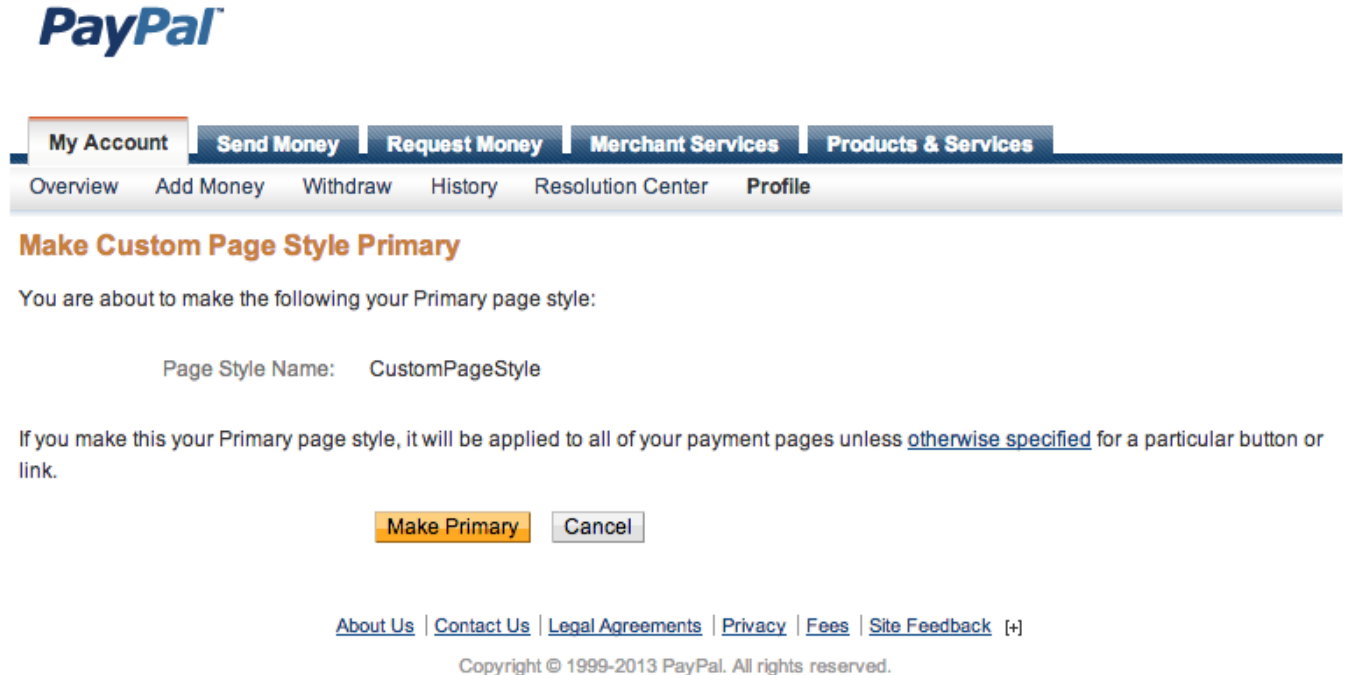 PayPal™
My Account Send Money Request Money Merchant Services Products & Services
Overview Add Money Withdraw History Resolution Center Profile
Make Custom Page Style Primary
You are about to make the following your Primary page style:
Page Style Name: CustomPageStyle
If you make this your Primary page style, it will be applied to all of your payment pages unless otherwise specified for a particular button or
link.
Make Primary Cancel
About Us | Contact Us | Legal Agreements | Privacy | Fees | Site Feedback [+]
Copyright © 1999-2013 PayPal. All rights reserved.